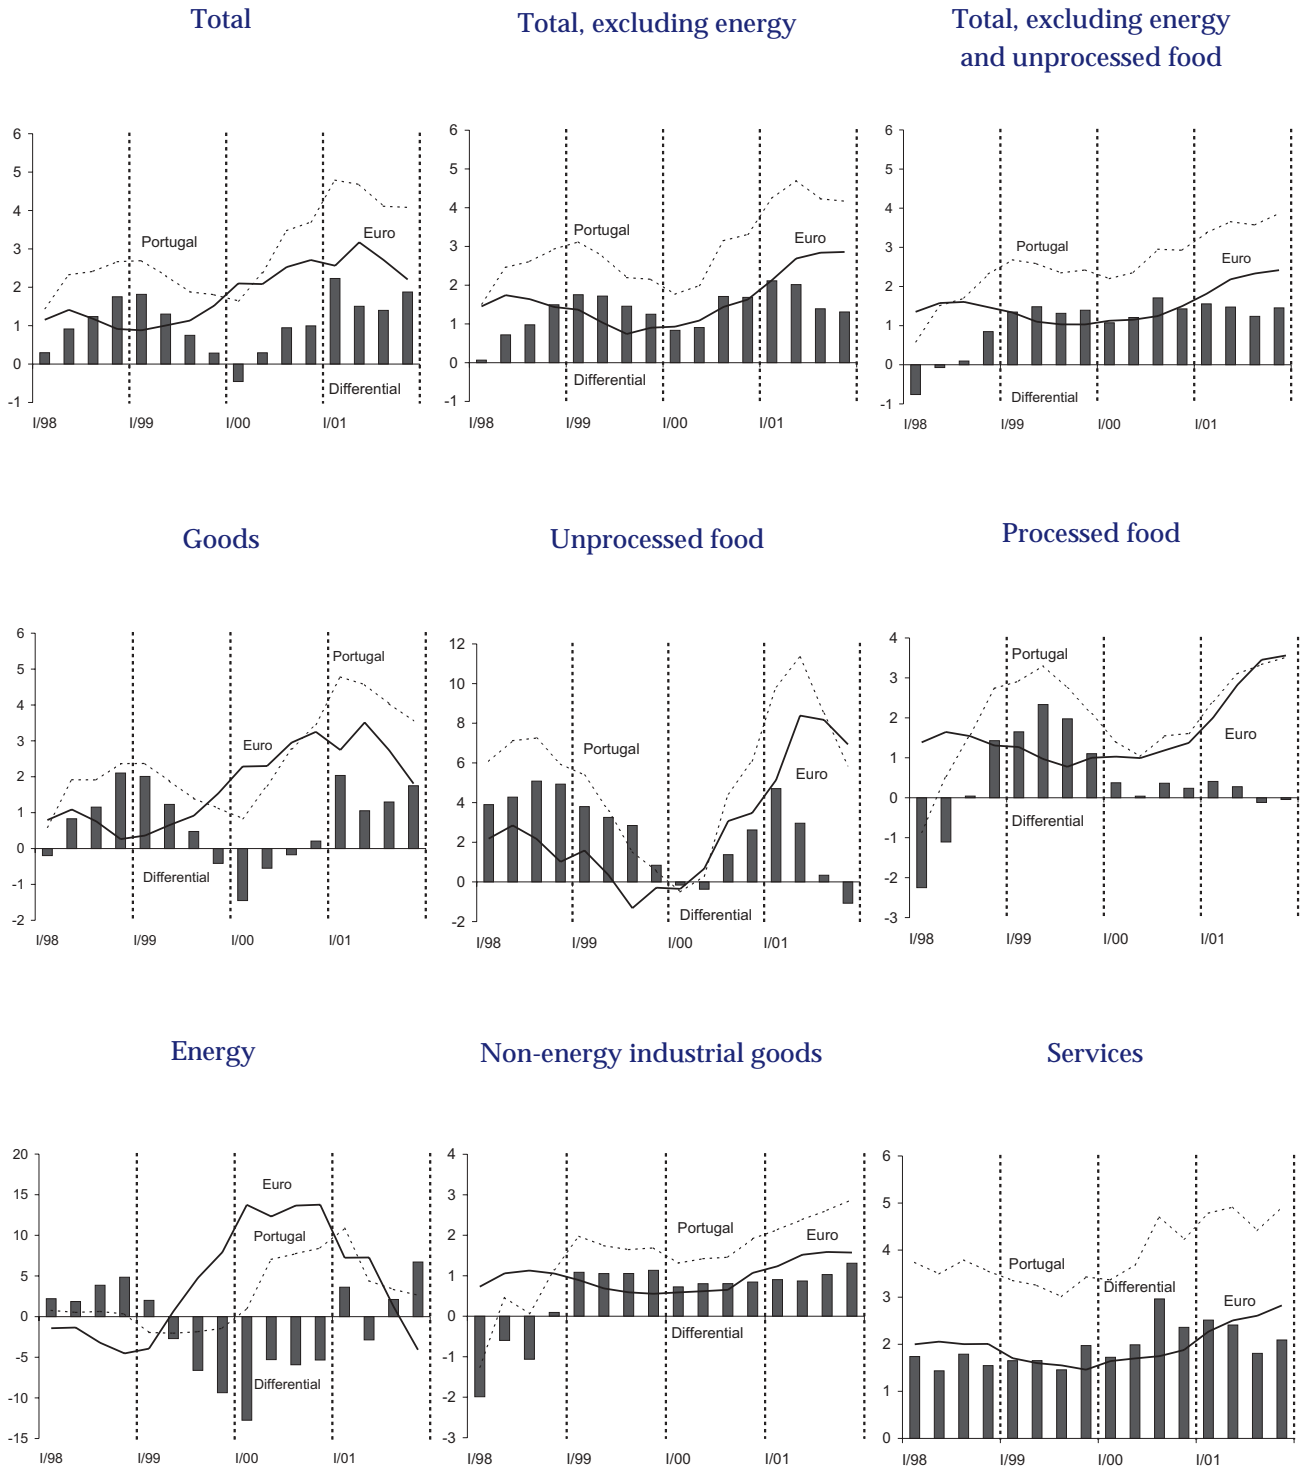 Total
Total, excluding energy
Total, excluding energy
and unprocessed food
6
5
4
3
2
1
0
-1
Portugal
Euro
Differential
I/98
I/99
I/00
I/01
6
5
4
3
2
1
0
-1
Portugal
Euro
Differential
I/98
I/99
I/00
I/01
6
5
4
3
2
1
0
-1
Portugal
Euro
Differential
I/98
I/99
I/00
I/01
Goods
Unprocessed food
Processed food
6
5
4
3
2
1
0
-1
-2
Portugal
Euro
Differential
I/98
I/99
I/00
I/01
12
10
8
6
4
2
0
-2
Portugal
Euro
Differential
I/98
I/99
I/00
I/01
4
3
2
1
0
-1
-2
-3
Portugal
Euro
Differential
I/98
I/99
I/00
I/01
Energy
Non-energy industrial goods
Services
20
15
10
5
0
-5
-10
-15
Euro
Portugal
Differential
I/98
I/99
I/00
I/01
4
3
2
1
0
-1
-2
-3
Portugal
Euro
Differential
I/98
I/99
I/00
I/01
6
5
4
3
2
1
0
Portugal
Differential
Euro
I/98
I/99
I/00
I/01